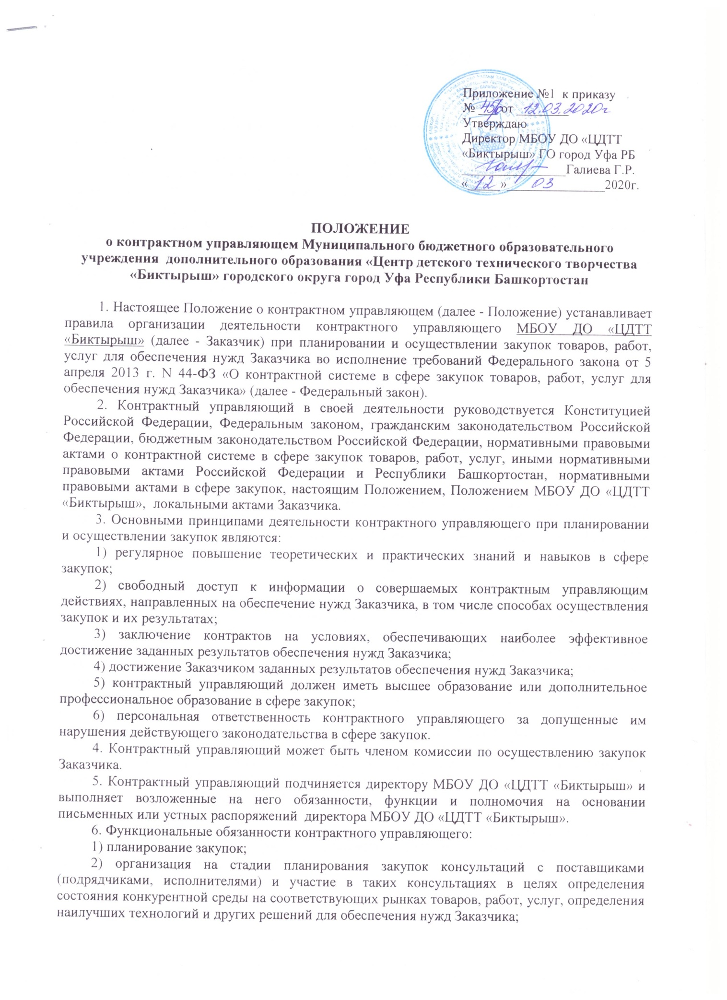 Приложение №1 к приказу
№ 45/6 от 12.03.2020г
Утверждаю
Директор МБОУ ДО «ЦДТТ
«Биктырыш» ГО город Уфа РБ
Галиева Г.Р.
«12» 03 2020г.
ПОЛОЖЕНИЕ
о контрактном управляющем Муниципального бюджетного образовательного
учреждения дополнительного образования «Центр детского технического творчества
«Биктырыш» городского округа город Уфа Республики Башкортостан
1. Настоящее Положение о контрактном управляющем (далее - Положение) устанавливает
правила организации деятельности контрактного управляющего МБОУ ДО «ЦДТТ
«Биктырыш» (далее - Заказчик) при планировании и осуществлении закупок товаров, работ,
услуг для обеспечения нужд Заказчика во исполнение требований Федерального закона от 5
апреля 2013 г. N 44-ФЗ «О контрактной системе в сфере закупок товаров, работ, услуг для
обеспечения нужд Заказчика» (далее - Федеральный закон).
2. Контрактный управляющий в своей деятельности руководствуется Конституцией
Российской Федерации, Федеральным законом, гражданским законодательством Российской
Федерации, бюджетным законодательством Российской Федерации, нормативными правовыми
актами о контрактной системе в сфере закупок товаров, работ, услуг, иными нормативными
правовыми актами Российской Федерации и Республики Башкортостан, нормативными
правовыми актами в сфере закупок, настоящим Положением, Положением МБОУ ДО «ЦДТТ
«Биктырыш», локальными актами Заказчика.
3. Основными принципами деятельности контрактного управляющего при планировании
и осуществлении закупок являются:
1) регулярное повышение теоретических и практических знаний и навыков в сфере
закупок;
2) свободный доступ к информации о совершаемых контрактным управляющим
действиях, направленных на обеспечение нужд Заказчика, в том числе способах осуществления
закупок и их результатах;
3) заключение контрактов на условиях, обеспечивающих наиболее эффективное
достижение заданных результатов обеспечения нужд Заказчика;
4) достижение Заказчиком заданных результатов обеспечения нужд Заказчика;
5) контрактный управляющий должен иметь высшее образование или дополнительное
профессиональное образование в сфере закупок;
6) персональная ответственность контрактного управляющего за допущенные им
нарушения действующего законодательства в сфере закупок.
4. Контрактный управляющий может быть членом комиссии по осуществлению закупок
Заказчика.
5. Контрактный управляющий подчиняется директору МБОУ ДО «ЦДТТ «Биктырыш» и
выполняет возложенные на него обязанности, функции и полномочия на основании
письменных или устных распоряжений директора МБОУ ДО «ЦДТТ «Биктырыш».
6. Функциональные обязанности контрактного управляющего:
1) планирование закупок;
2) организация на стадии планирования закупок консультаций с поставщиками
(подрядчиками, исполнителями) и участие в таких консультациях в целях определения
состояния конкурентной среды на соответствующих рынках товаров, работ, услуг, определения
наилучших технологий и других решений для обеспечения нужд Заказчика;